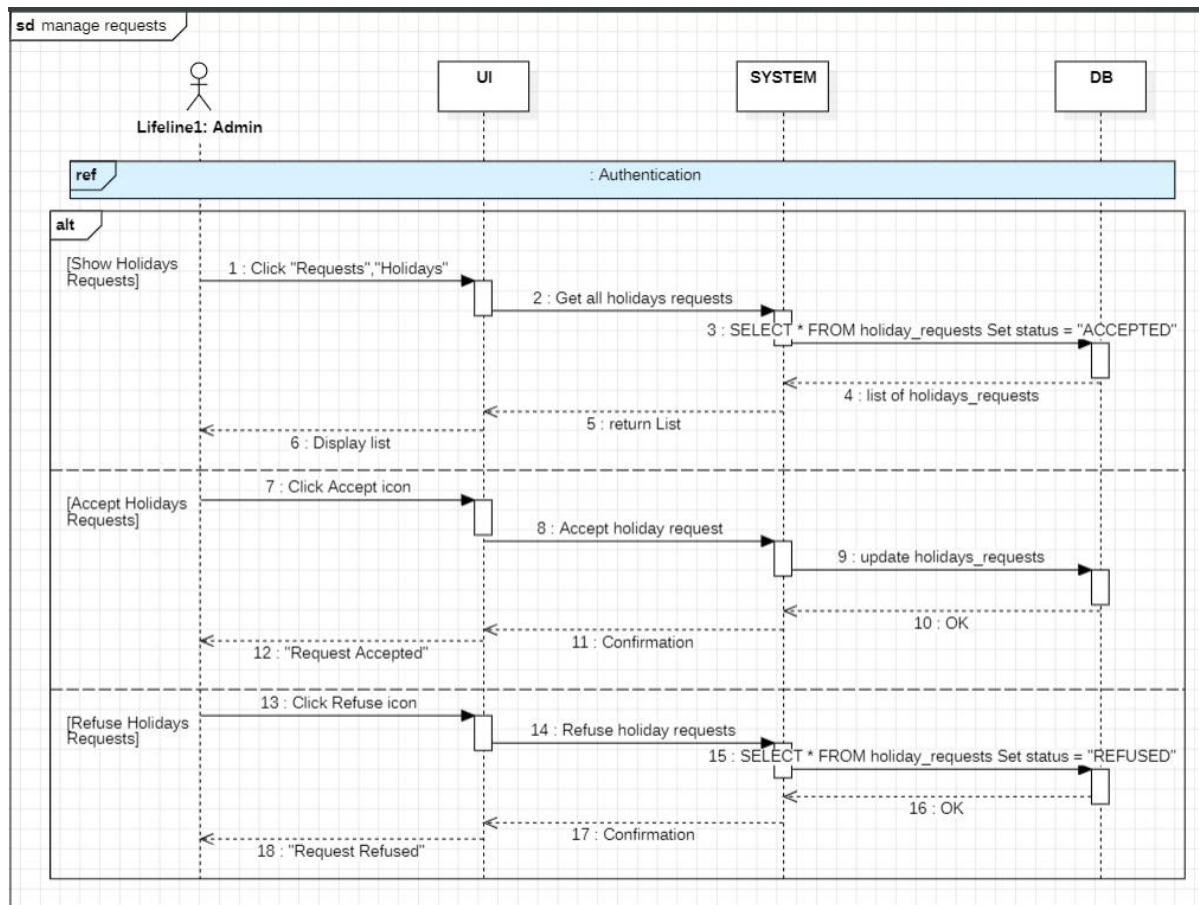 sd manage requests
UI
SYSTEM
DB
Lifeline1: Admin
ref
: Authentication
alt
[Show Holidays
Requests]
1 : Click "Requests","Holidays"
2 : Get all holidays requests
3 : SELECT * FROM holiday_requests Set status = "ACCEPTED"
4 : list of holidays_requests
5 : return List
6 : Display list
[Accept Holidays
Requests]
7 : Click Accept icon
8 : Accept holiday request
9 : update holidays_requests
10 : OK
11 : Confirmation
12 : "Request Accepted"
[Refuse Holidays
Requests]
13 : Click Refuse icon
14 : Refuse holiday requests
15 : SELECT * FROM holiday_requests Set status = "REFUSED"
16 : OK
17 : Confirmation
18 : "Request Refused"